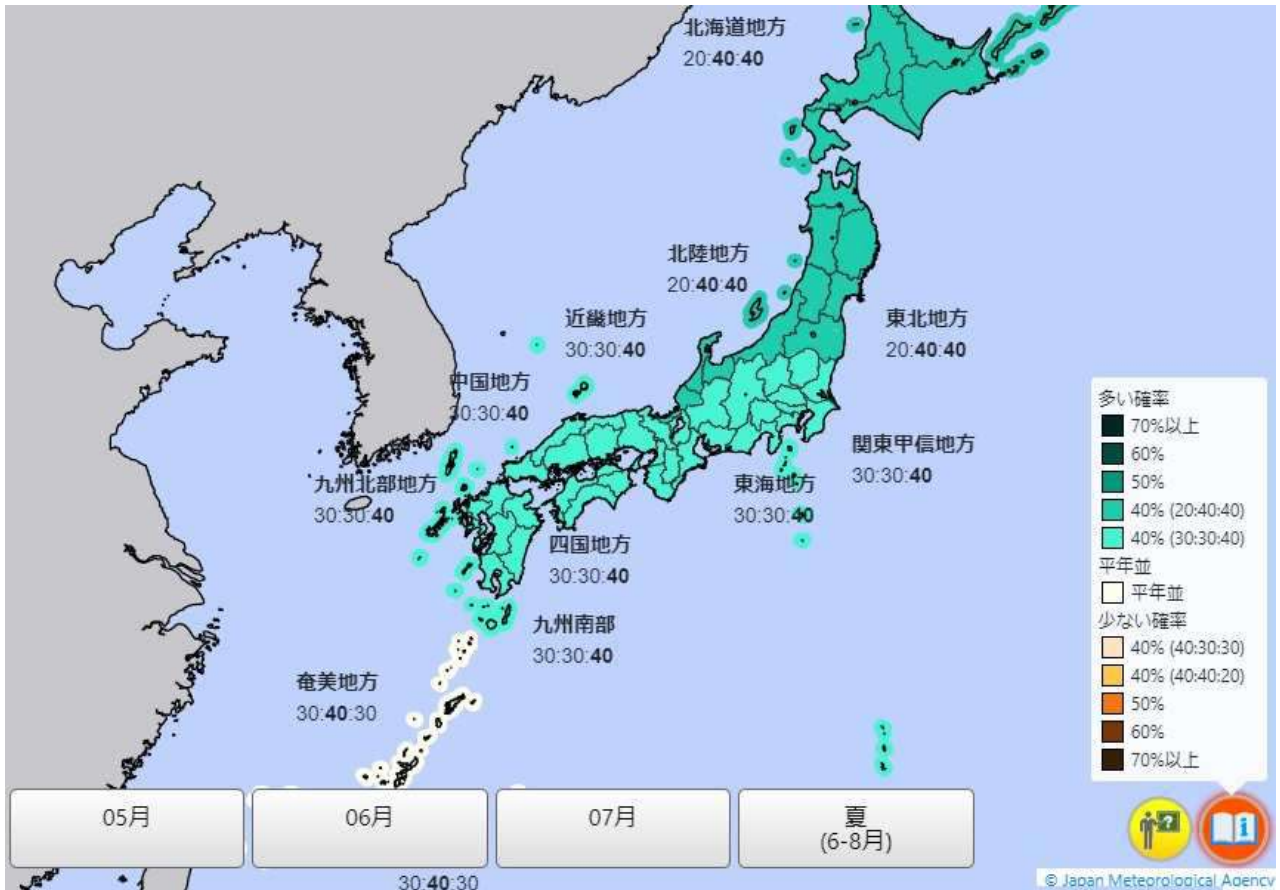 北海道地方
20:40:40
北陸地方
20:40:40
近畿地方
30:30:40
東北地方
20:40:40
中国地方
30:30:40
関東甲信地方
30:30:40
九州北部地方
30:30:40
東海地方
30:30:40
四国地方
30:30:40
九州南部
30:30:40
奄美地方
30:40:30
多い確率
70%以上
60%
50%
40% (20:40:40)
40% (30:30:40)
平年並
平年並
少ない確率
40% (40:30:30)
40% (40:40:20)
50%
60%
70%以上
05月
06月
07月
夏
(6-8月)
30:40:30
© Japan Meteorological Agency